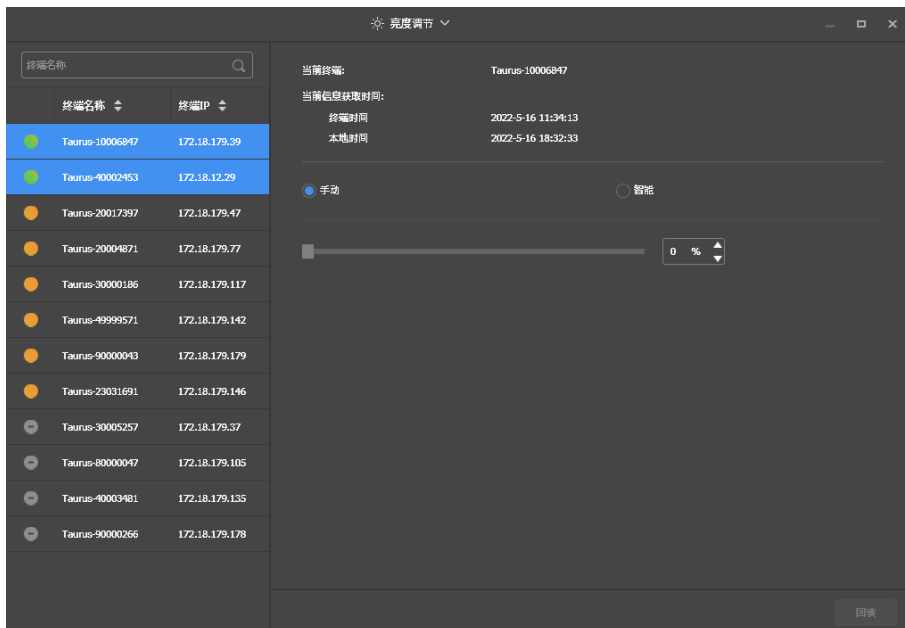 亮度调节
终端名称
终端名称 终端IP
Taurus-10006847 172.18.179.39
Taurus-40002453 172.18.12.29
Taurus-20017397 172.18.179.47
Taurus-20004871 172.18.179.77
Taurus-30000186 172.18.179.117
Taurus-49999571 172.18.179.142
Taurus-90000043 172.18.179.179
Taurus-23031691 172.18.179.146
Taurus-30005257 172.18.179.37
Taurus-80000047 172.18.179.105
Taurus-40003481 172.18.179.135
Taurus-90000266 172.18.179.178
当前终端: Taurus-10006847
当前信息获取时间:
终端时间 2022-5-16 11:34:13
本地时间 2022-5-16 18:32:33
手动 智能
0 %
回读